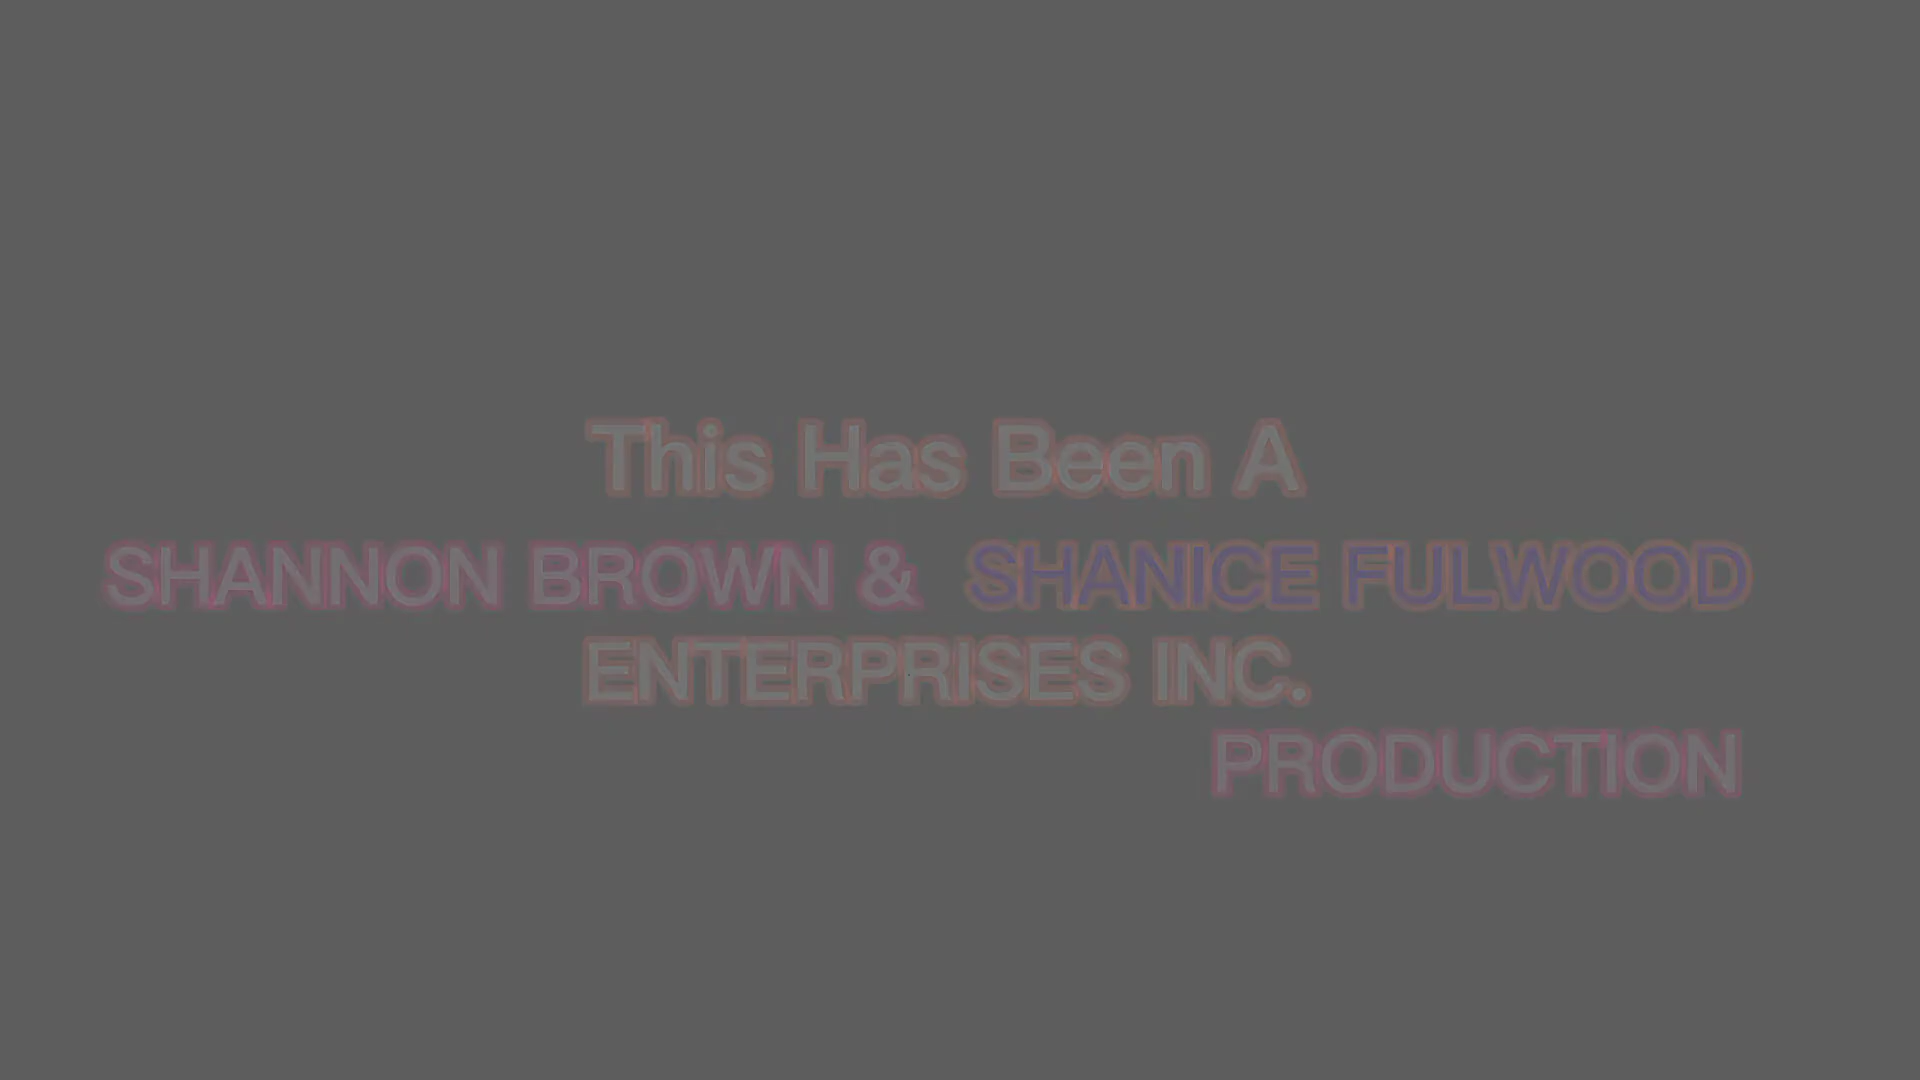 This Has Been A
SHANNON BROWN & SHANICE FULWOOD
ENTERPRISES INC.
PRODUCTION